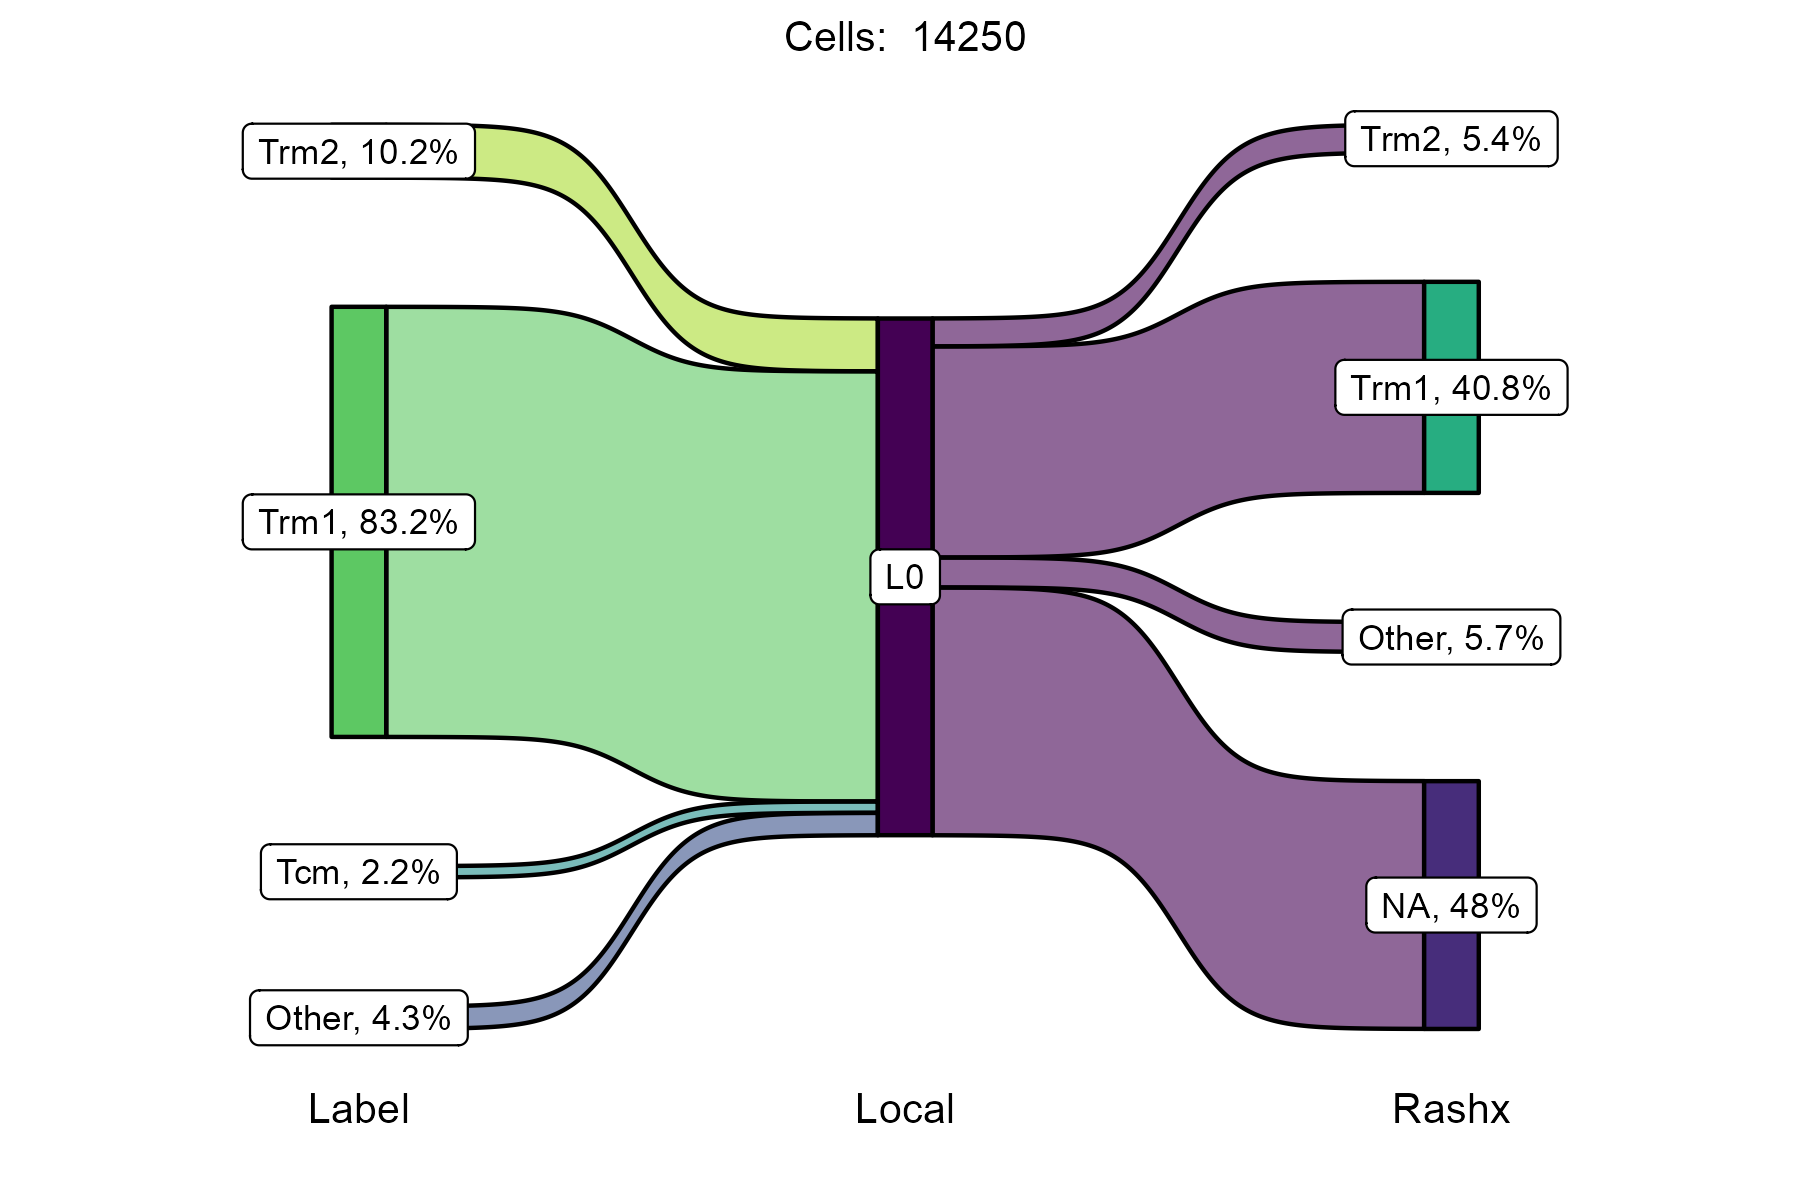 Cells:  14250
Trm2, 10.2%
Trm1, 83.2%
Tcm, 2.2%
Other, 4.3%
L0
Trm2, 5.4%
Trm1, 40.8%
Other, 5.7%
NA, 48%
Label
Local
Rashx